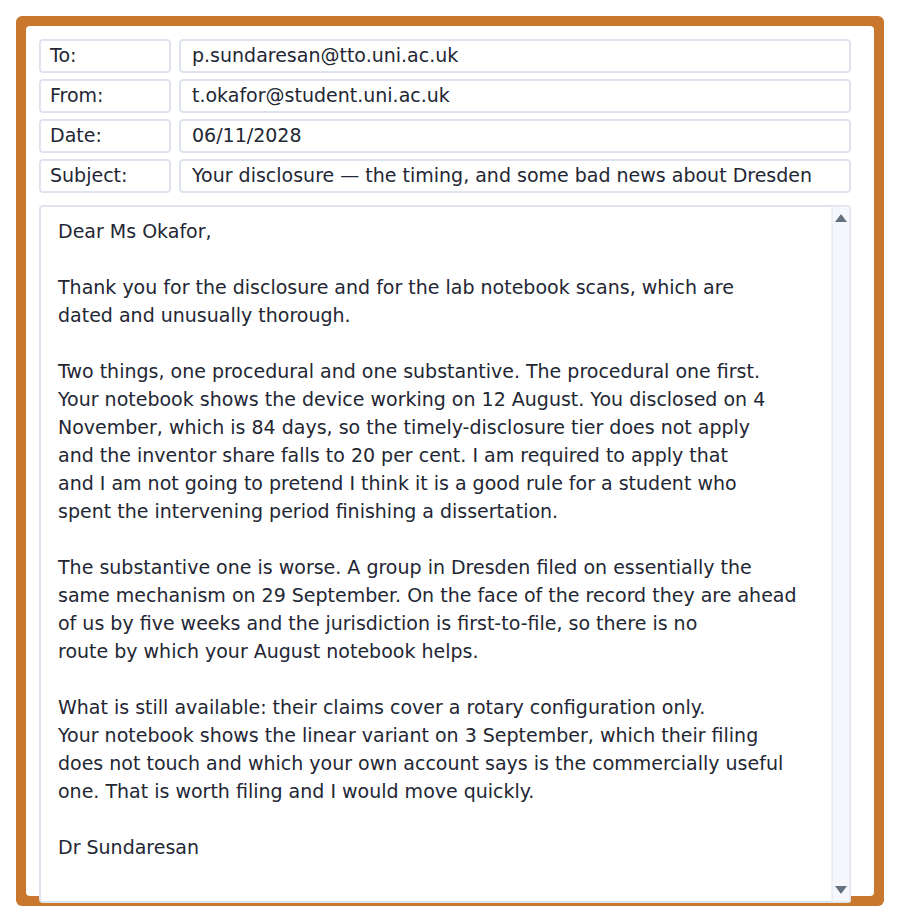 To: p.sundaresan@tto.uni.ac.uk
From: t.okafor@student.uni.ac.uk
Date: 06/11/2028
Subject: Your disclosure — the timing, and some bad news about Dresden
Dear Ms Okafor,
Thank you for the disclosure and for the lab notebook scans, which are
dated and unusually thorough.
Two things, one procedural and one substantive. The procedural one first.
Your notebook shows the device working on 12 August. You disclosed on 4
November, which is 84 days, so the timely-disclosure tier does not apply
and the inventor share falls to 20 per cent. I am required to apply that
and I am not going to pretend I think it is a good rule for a student who
spent the intervening period finishing a dissertation.
The substantive one is worse. A group in Dresden filed on essentially the
same mechanism on 29 September. On the face of the record they are ahead
of us by five weeks and the jurisdiction is first-to-file, so there is no
route by which your August notebook helps.
What is still available: their claims cover a rotary configuration only.
Your notebook shows the linear variant on 3 September, which their filing
does not touch and which your own account says is the commercially useful
one. That is worth filing and I would move quickly.
Dr Sundaresan